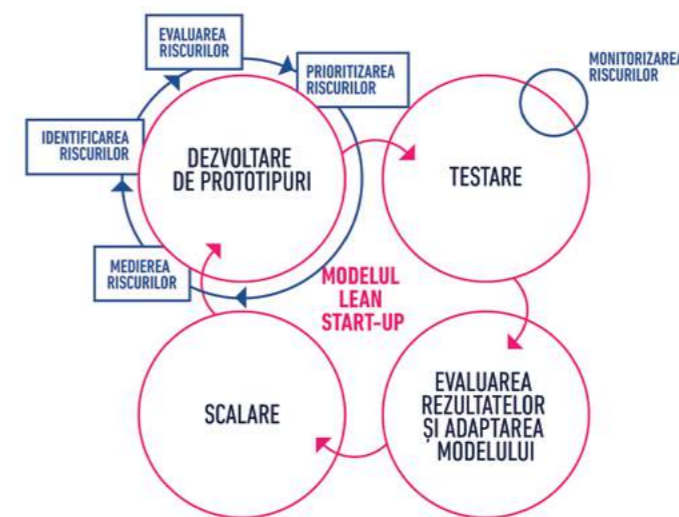 EVALUAREA
RISCURILOR
PRIORITIZAREA
RISCURILOR
MONITORIZAREA
RISCURILOR
IDENTIFICAREA
RISCURILOR
DEZVOLTARE
DE PROTOTIPURI
TESTARE
MEDIEREA
RISCURILOR
MODELUL
LEAN
START-UP
SCALARE
EVALUAREA
REZULTATELOR
ȘI ADAPTAREA
MODELULUI